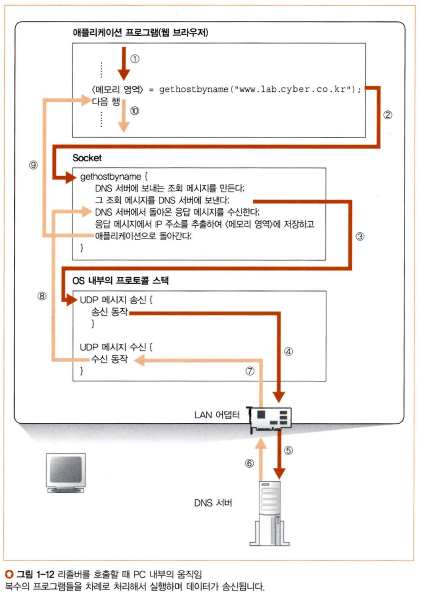 애플리케이션 프로그램(웹 브라우저)
①
〈메모리 영역〉 = gethostbyname("www.lab.cyber.co.kr");
다음 행
⑩
②
⑨
Socket
gethostbyname {
DNS 서버에 보내는 조회 메시지를 만든다:
그 조회 메시지를 DNS 서버에 보낸다:
DNS 서버에서 돌아온 응답 메시지를 수신한다:
응답 메시지에서 IP 주소를 추출하여 〈메모리 영역〉에 저장하고
애플리케이션으로 돌아간다:
}
③
⑧
OS 내부의 프로토콜 스택
UDP 메시지 송신 {
송신 동작
}
UDP 메시지 수신 {
수신 동작
}
④
⑦
LAN 어댑터
⑥
⑤
DNS 서버
그림 1-12 리졸버를 호출할 때 PC 내부의 움직임
복수의 프로그램들을 차례로 처리해서 실행하며 데이터가 송신됩니다.